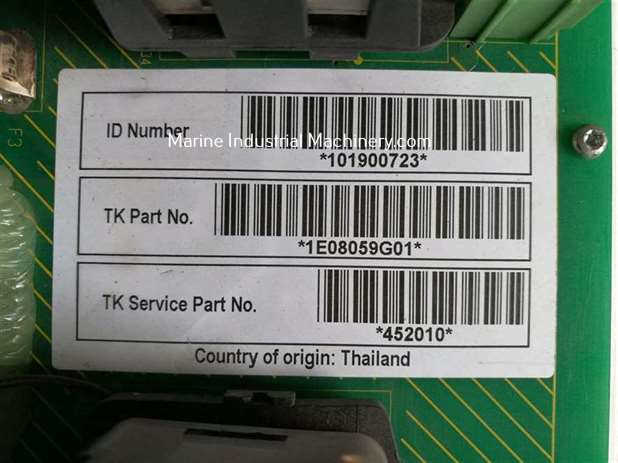 F3
ID Number
Marine Industrial Machinery.com
*101900723*
TK Part No.
*1E08059G01*
TK Service Part No.
*452010*
Country of origin: Thailand